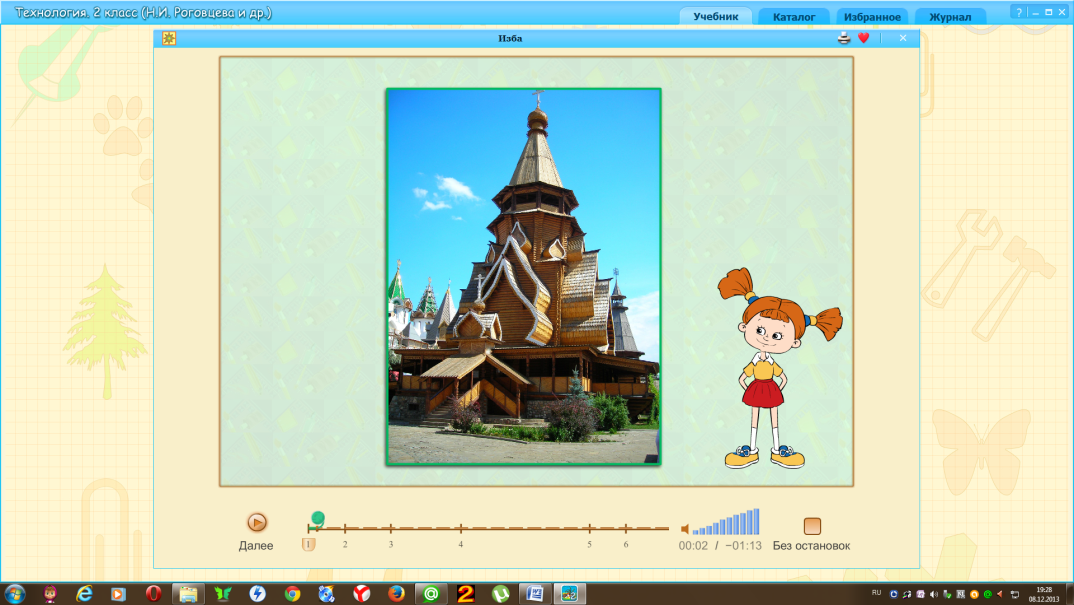 Технология. 2 класс (Н.И. Роговцева и др.)
Учебник
Каталог
Избранное
Журнал
?
Изба
Далее
1 2 3 4 5 6
00:02 / −01:13
Без остановок
RU
19:28
08.12.2013